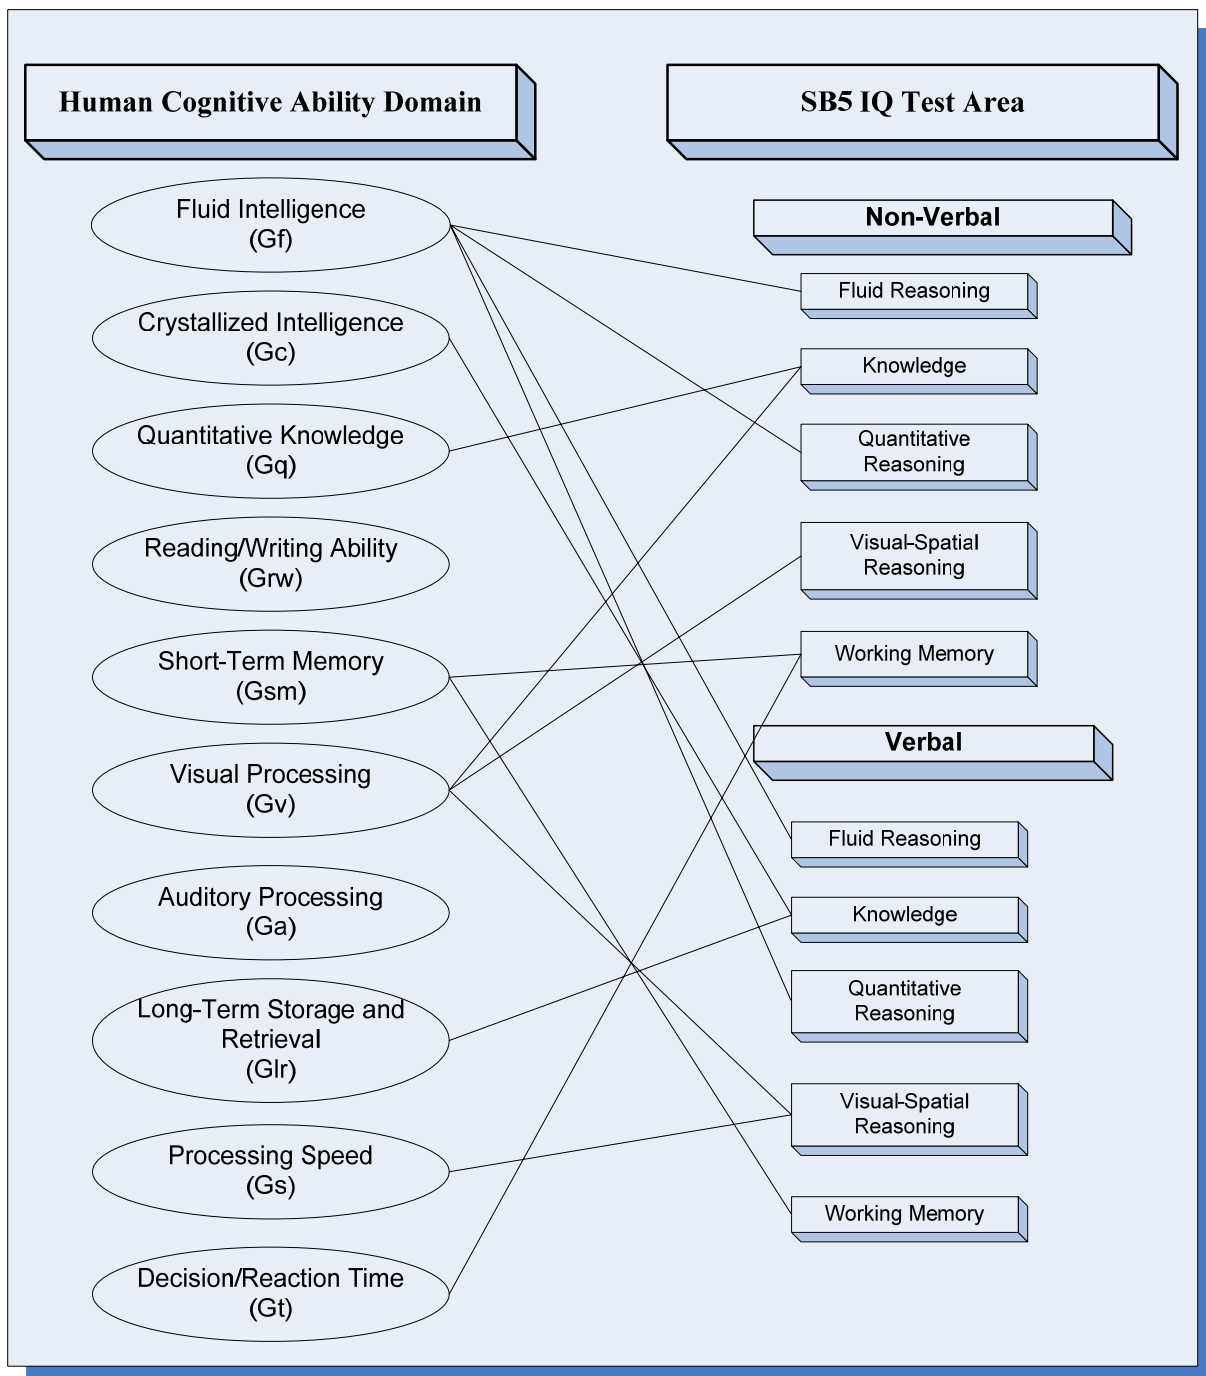 Human Cognitive Ability Domain
Fluid Intelligence
(Gf)
Crystallized Intelligence
(Gc)
Quantitative Knowledge
(Gq)
Reading/Writing Ability
(Grw)
Short-Term Memory
(Gsm)
Visual Processing
(Gv)
Auditory Processing
(Ga)
Long-Term Storage and
Retrieval
(Glr)
Processing Speed
(Gs)
Decision/Reaction Time
(Gt)
SB5 IQ Test Area
Non-Verbal
Fluid Reasoning
Knowledge
Quantitative
Reasoning
Visual-Spatial
Reasoning
Working Memory
Verbal
Fluid Reasoning
Knowledge
Quantitative
Reasoning
Visual-Spatial
Reasoning
Working Memory